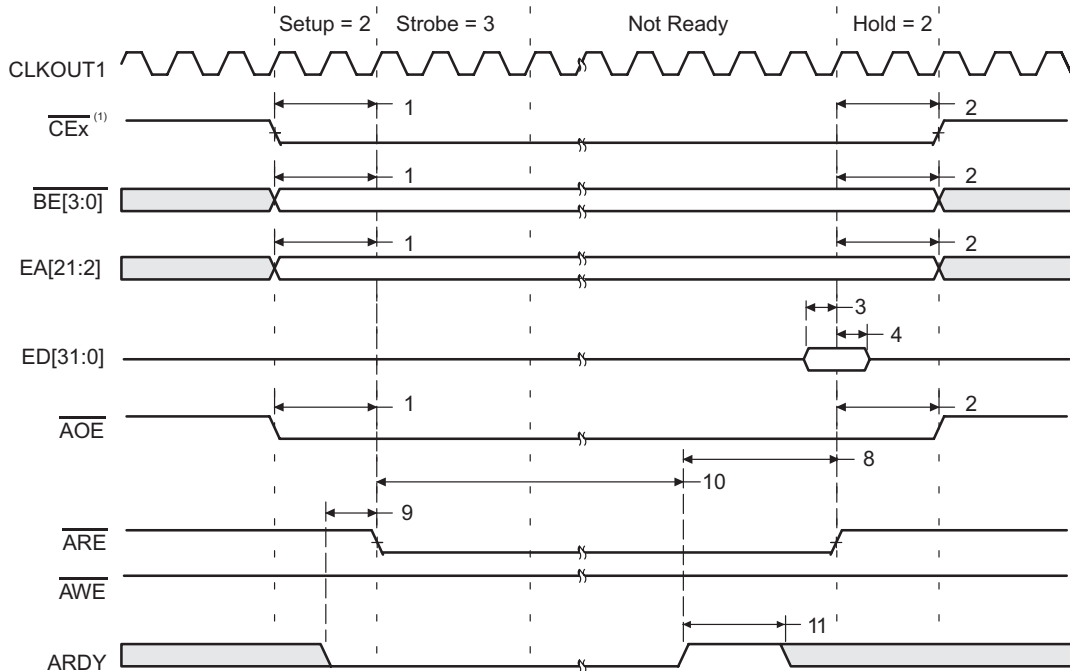 Setup = 2 Strobe = 3 Not Ready Hold = 2
CLKOUT1
CEx (1) 1 2
BE[3:0] 1 2
EA[21:2] 1 2
3
4
ED[31:0]
AOE 1 2
8
10
9
ARE
AWE
11
ARDY